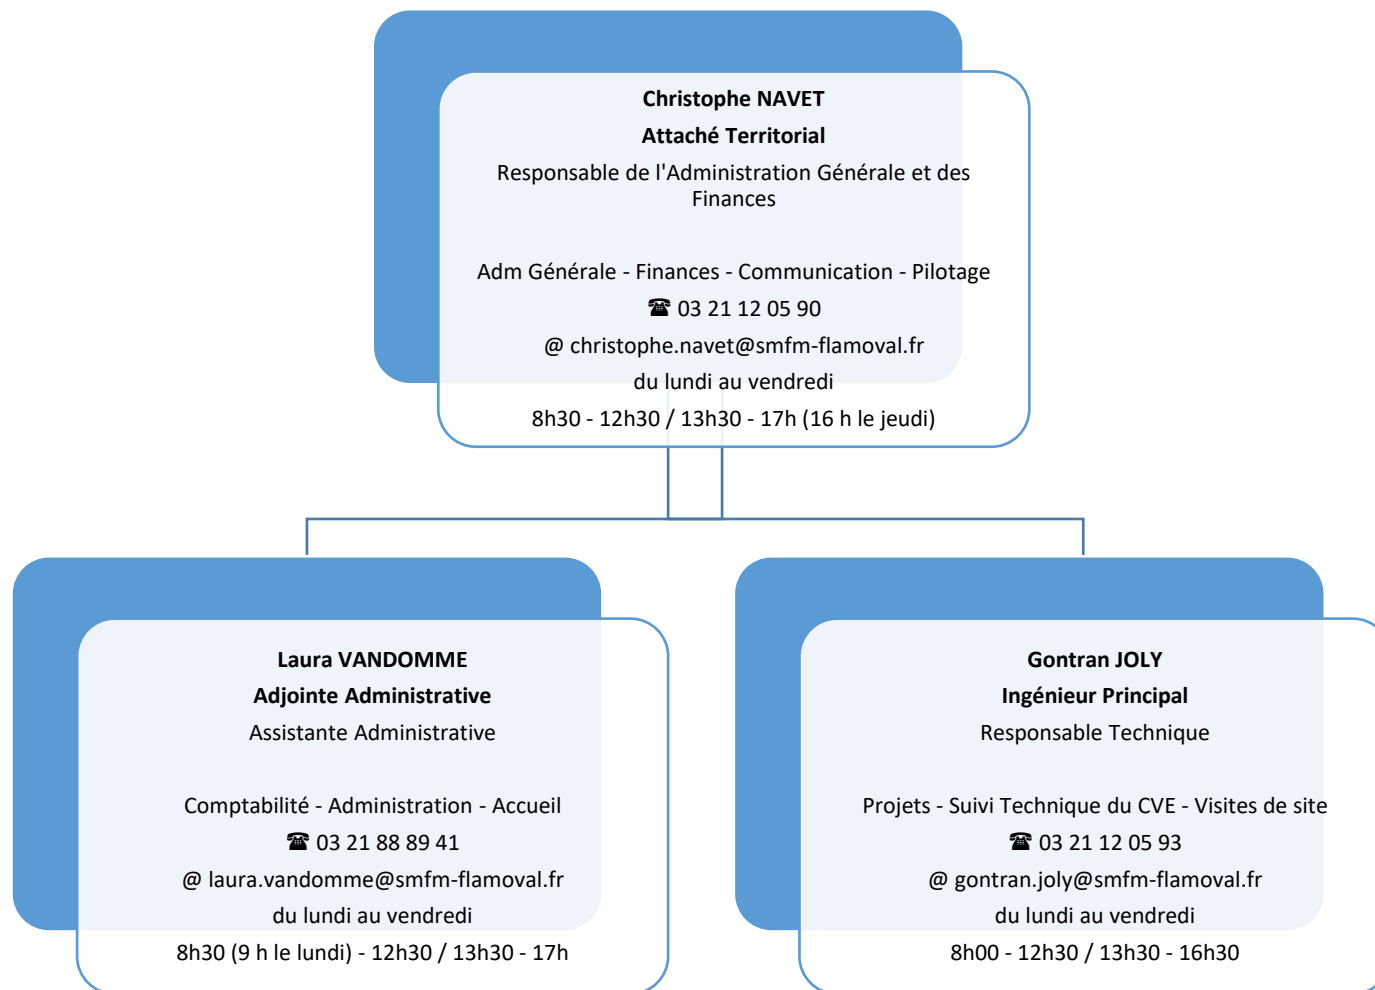 Christophe NAVET
Attaché Territorial
Responsable de l'Administration Générale et des
Finances
Adm Générale - Finances - Communication - Pilotage
☎ 03 21 12 05 90
@ christophe.navet@smfm-flamoval.fr
du lundi au vendredi
8h30 - 12h30 / 13h30 - 17h (16 h le jeudi)
Laura VANDOMME
Adjointe Administrative
Assistante Administrative
Comptabilité - Administration - Accueil
☎ 03 21 88 89 41
@ laura.vandomme@smfm-flamoval.fr
du lundi au vendredi
8h30 (9 h le lundi) - 12h30 / 13h30 - 17h
Gontran JOLY
Ingénieur Principal
Responsable Technique
Projets - Suivi Technique du CVE - Visites de site
☎ 03 21 12 05 93
@ gontran.joly@smfm-flamoval.fr
du lundi au vendredi
8h00 - 12h30 / 13h30 - 16h30